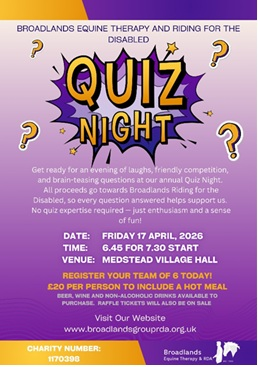 BROADLANDS EQUINE THERAPY AND RIDING FOR THE
DISABLED
QUIZ
NIGHT
?
?
?
?
Get ready for an evening of laughs, friendly competition,
and brain-teasing questions at our annual Quiz Night.
All proceeds go towards Broadlands Riding for the
Disabled, so every question answered helps support us.
No quiz expertise required — just enthusiasm and a sense
of fun!
DATE: FRIDAY 17 APRIL, 2026
TIME: 6.45 FOR 7.30 START
VENUE: MEDSTEAD VILLAGE HALL
REGISTER YOUR TEAM OF 6 TODAY!
£20 PER PERSON TO INCLUDE A HOT MEAL
BEER, WINE AND NON-ALCOHOLIC DRINKS AVAILABLE TO
PURCHASE. RAFFLE TICKETS WILL ALSO BE ON SALE
Visit Our Website
www.broadlandsgrouprda.org.uk
CHARITY NUMBER:
1170398
Broadlands
Equine Therapy & RDA